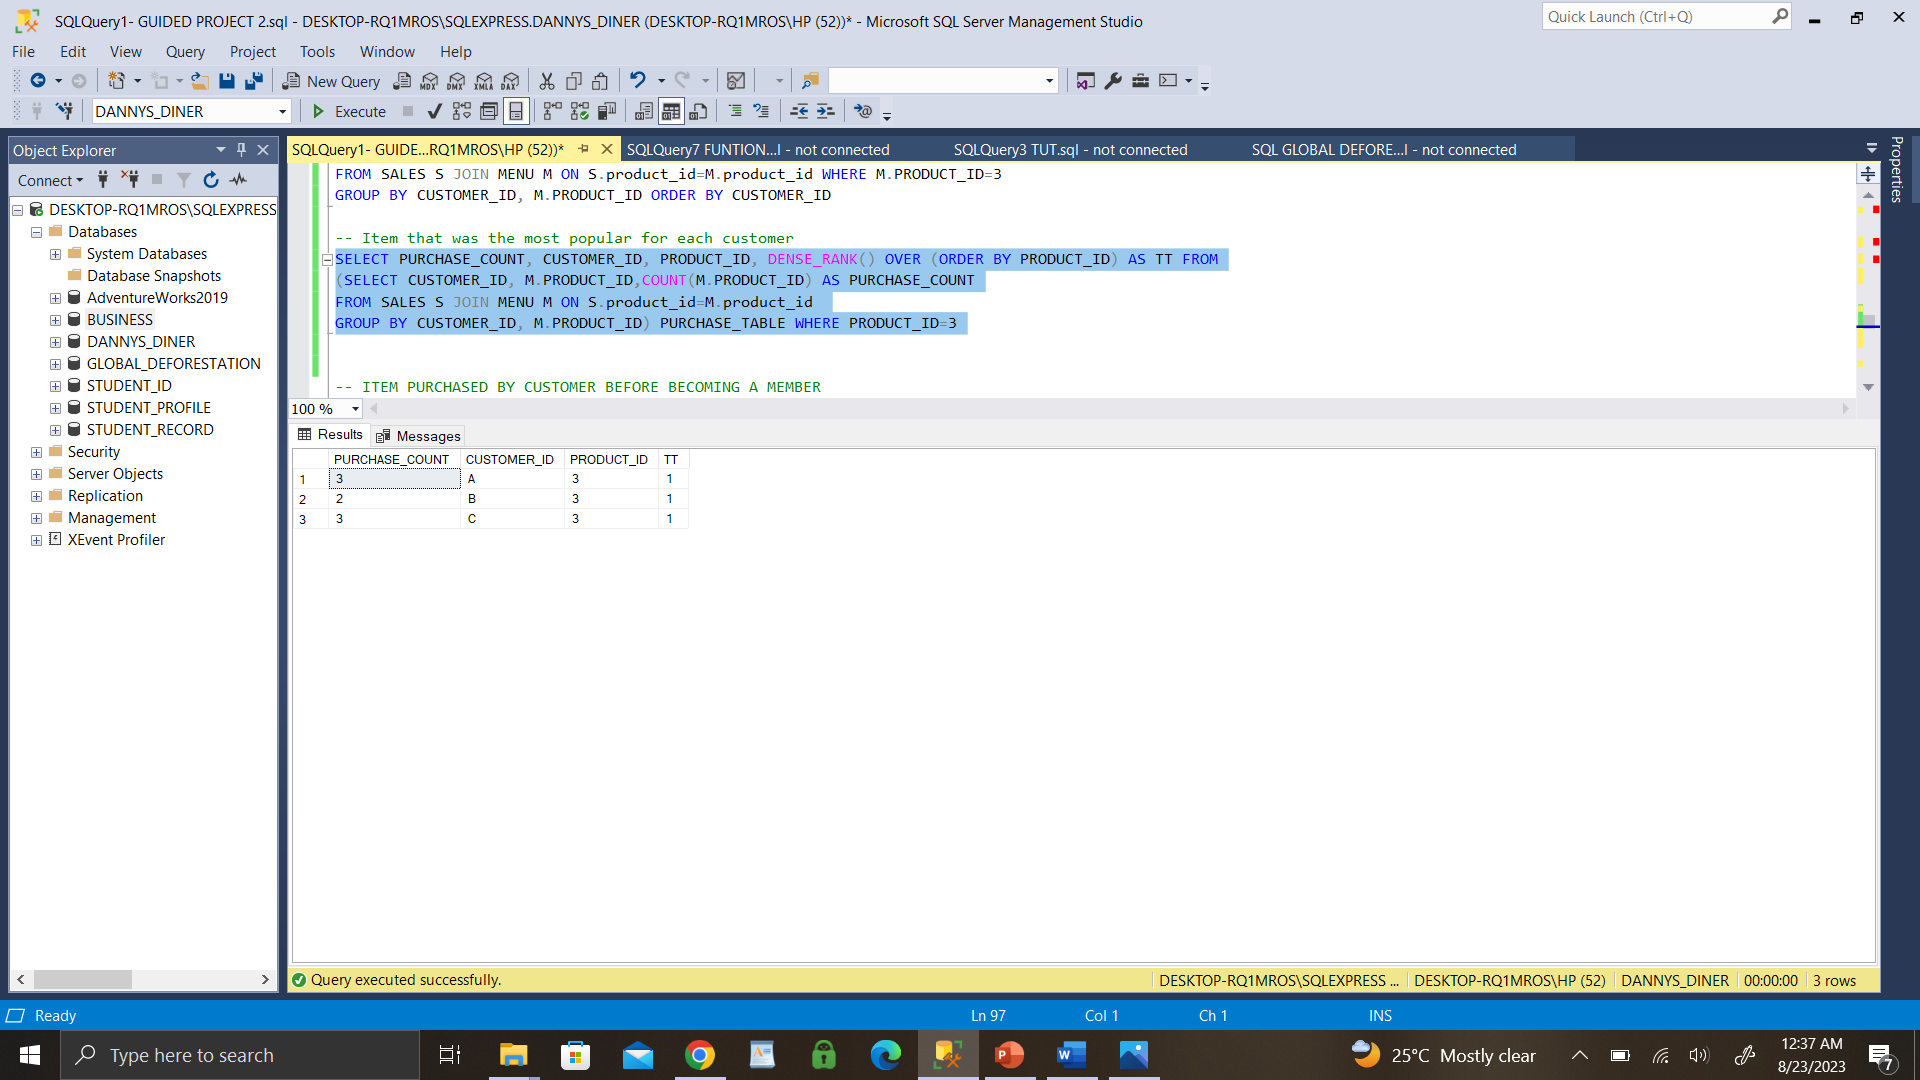 SQLQuery1- GUIDED PROJECT 2.sql - DESKTOP-RQ1MROS\SQLEXPRESS.DANNYS_DINER (DESKTOP-RQ1MROS\HP (52))* - Microsoft SQL Server Management Studio
Quick Launch (Ctrl+Q)
File Edit View Query Project Tools Window Help
New Query
MDX DMX XMLA DAX
DANNYS_DINER
Execute
Object Explorer
Connect
DESKTOP-RQ1MROS\SQLEXPRESS
Databases
System Databases
Database Snapshots
AdventureWorks2019
BUSINESS
DANNYS_DINER
GLOBAL_DEFORESTATION
STUDENT_ID
STUDENT_PROFILE
STUDENT_RECORD
Security
Server Objects
Replication
Management
XEvent Profiler
SQLQuery1- GUIDE...RQ1MROS\HP (52))*
SQLQuery7 FUNTION...l - not connected
SQLQuery3 TUT.sql - not connected
SQL GLOBAL DEFORE...l - not connected
Properties
FROM SALES S JOIN MENU M ON S.product_id=M.product_id WHERE M.PRODUCT_ID=3
GROUP BY CUSTOMER_ID, M.PRODUCT_ID ORDER BY CUSTOMER_ID
-- Item that was the most popular for each customer
SELECT PURCHASE_COUNT, CUSTOMER_ID, PRODUCT_ID, DENSE_RANK() OVER (ORDER BY PRODUCT_ID) AS TT FROM
(SELECT CUSTOMER_ID, M.PRODUCT_ID,COUNT(M.PRODUCT_ID) AS PURCHASE_COUNT
FROM SALES S JOIN MENU M ON S.product_id=M.product_id
GROUP BY CUSTOMER_ID, M.PRODUCT_ID) PURCHASE_TABLE WHERE PRODUCT_ID=3
-- ITEM PURCHASED BY CUSTOMER BEFORE BECOMING A MEMBER
100 %
Results Messages
PURCHASE_COUNT CUSTOMER_ID PRODUCT_ID TT
1 3 A 3 1
2 2 B 3 1
3 3 C 3 1
Query executed successfully.
DESKTOP-RQ1MROS\SQLEXPRESS ... DESKTOP-RQ1MROS\HP (52) DANNYS_DINER 00:00:00 3 rows
Ready
Ln 97 Col 1 Ch 1 INS
Type here to search
25°C Mostly clear
12:37 AM
8/23/2023
7